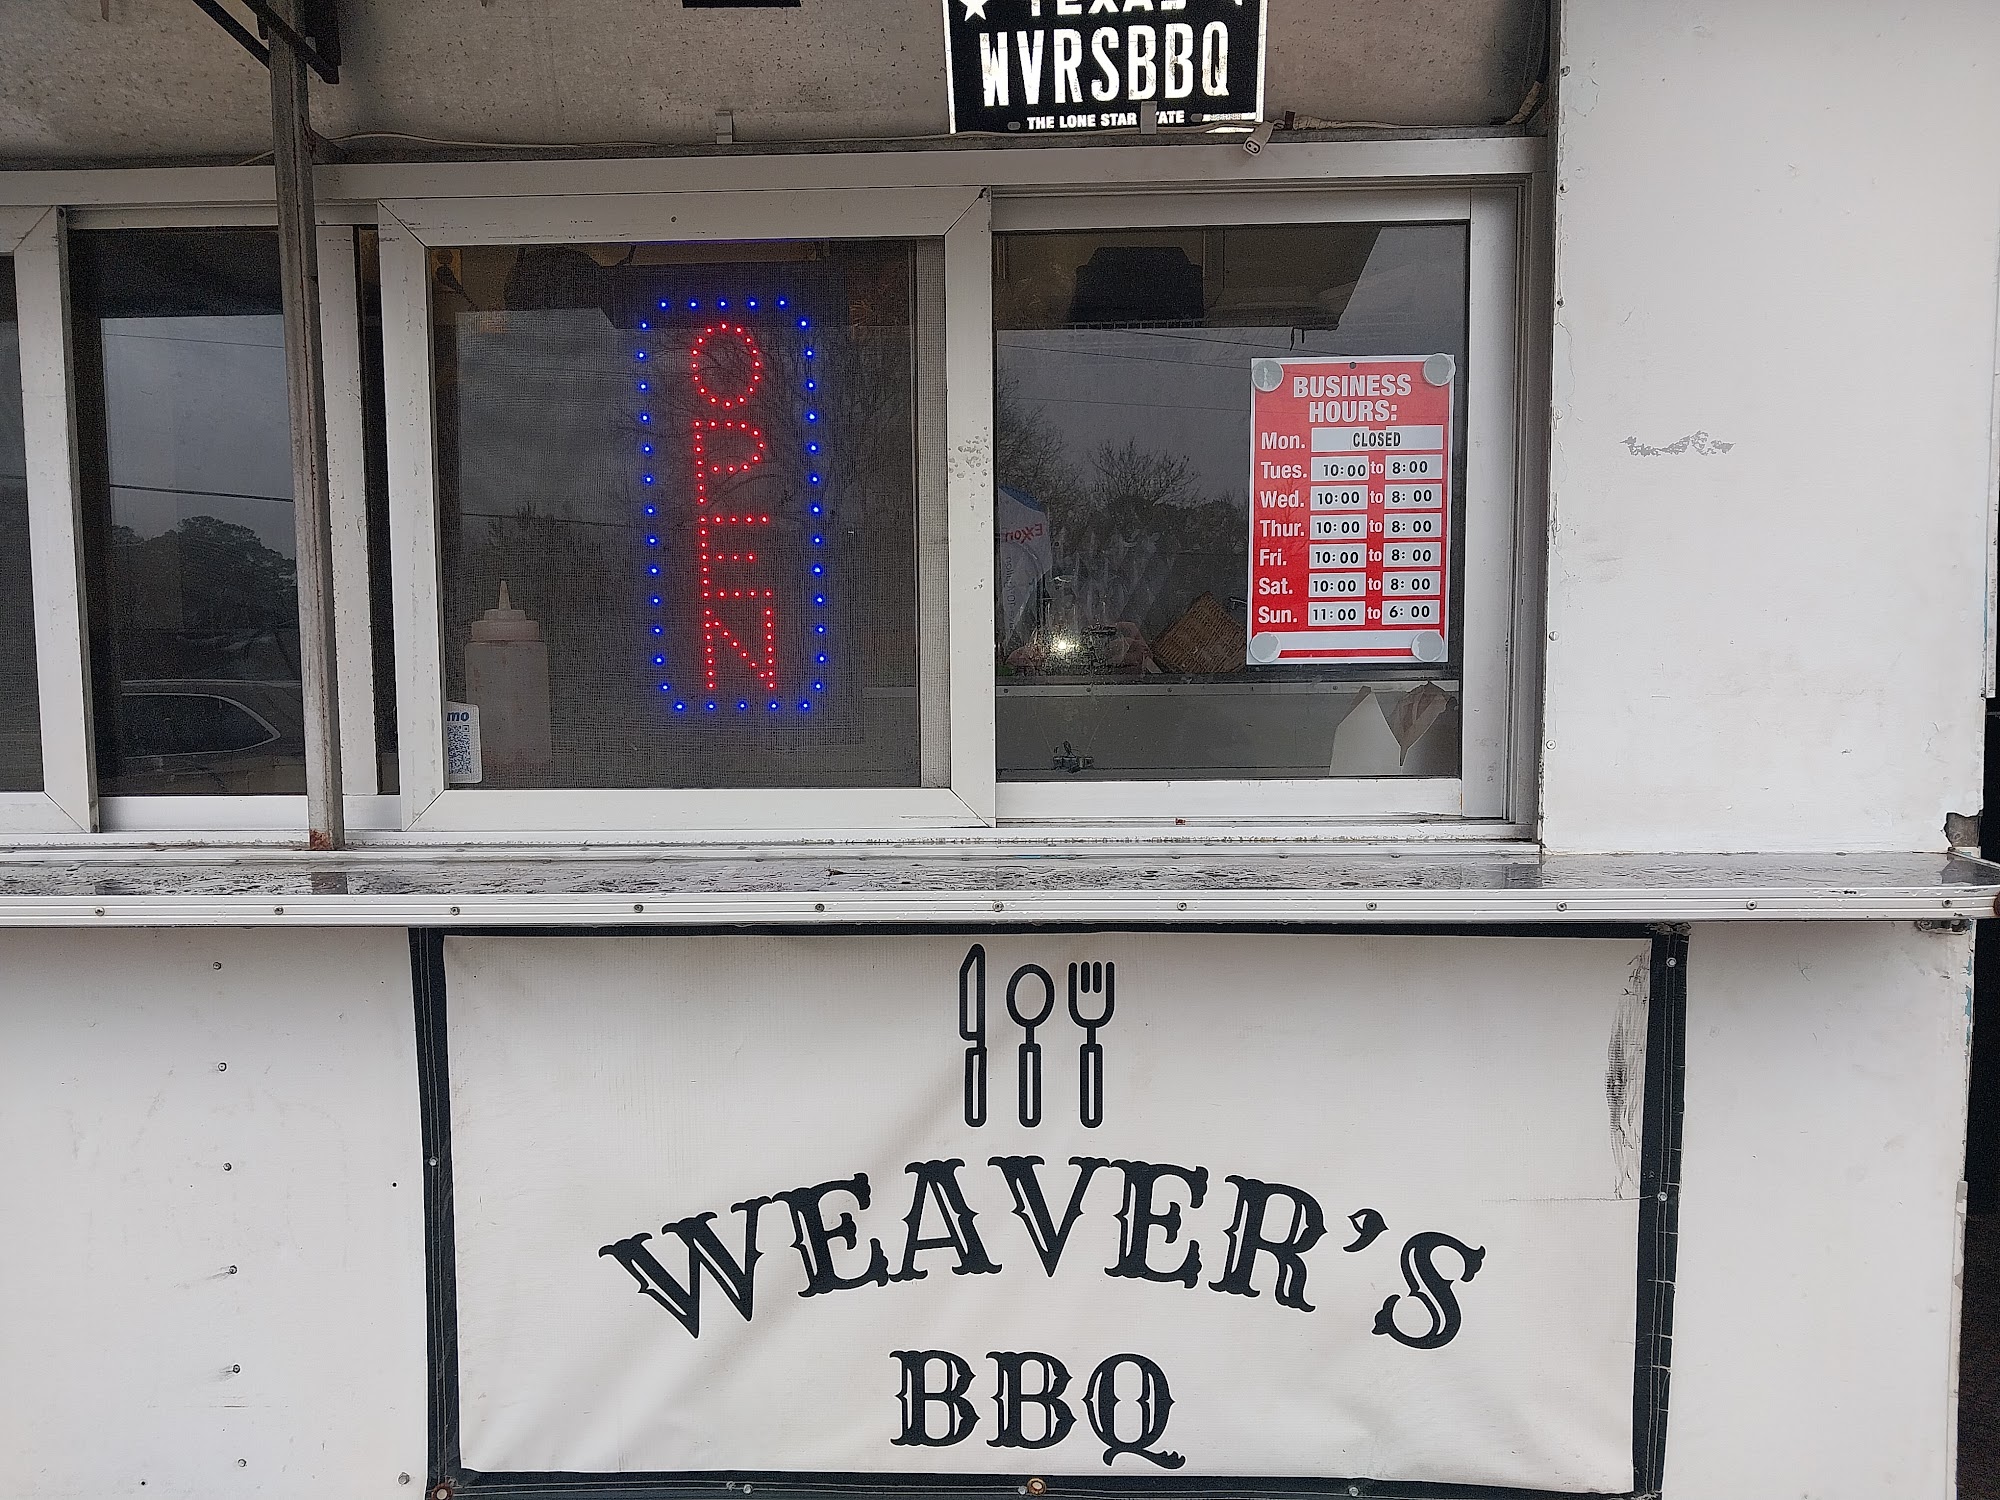 TEXAS
WVRSBBQ
THE LONE STAR STATE
OPEN
BUSINESS
HOURS:
Mon. CLOSED
Tues. 10:00 to 8:00
Wed. 10:00 to 8:00
Thur. 10:00 to 8:00
Fri. 10:00 to 8:00
Sat. 10:00 to 8:00
Sun. 11:00 to 6:00
Exxon
mo
WEAVER'S
BBQ